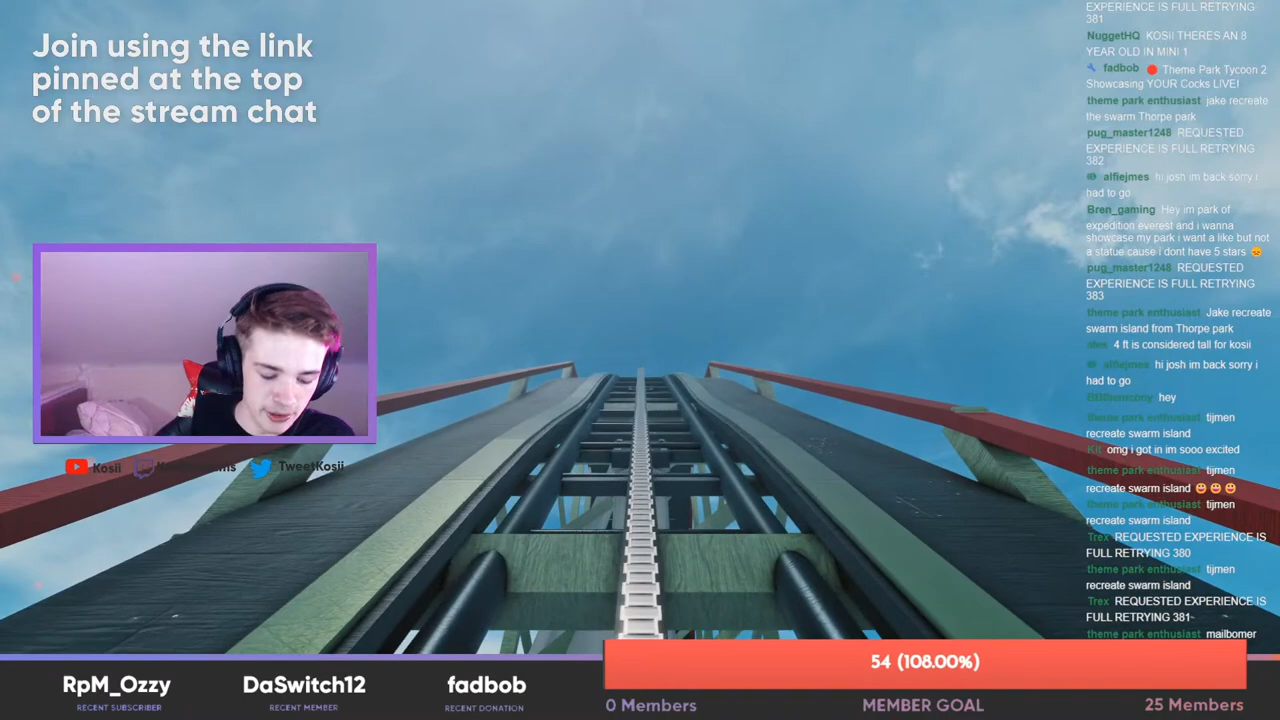 Join using the link
pinned at the top
of the stream chat
EXPERIENCE IS FULL RETRYING
381
NuggetHQ KOSII THERES AN 8
YEAR OLD IN MINI 1
fadbob 🔴 Theme Park Tycoon 2
Showcasing YOUR Cocks LIVE!
theme park enthusiast jake recreate
the swarm Thorpe park
pug_master1248 REQUESTED
EXPERIENCE IS FULL RETRYING
382
alfiejmes hi josh im back sorry i
had to go
Bren_gaming Hey im park of
expedition everest and i wanna
showcase my park i want a like but not
a statue cause i dont have 5 stars 😞
pug_master1248 REQUESTED
EXPERIENCE IS FULL RETRYING
383
theme park enthusiast Jake recreate
swarm island from Thorpe park
alex 4 ft is considered tall for kosii
alfiejmes hi josh im back sorry i
had to go
hey
theme park enthusiast tijmen
recreate swarm island
Kit omg i got in im sooo excited
theme park enthusiast tijmen
recreate swarm island 😃😃😃
theme park enthusiast tijmen
recreate swarm island
Trex REQUESTED EXPERIENCE IS
FULL RETRYING 380
theme park enthusiast tijmen
recreate swarm island
Trex REQUESTED EXPERIENCE IS
FULL RETRYING 381
theme park enthusiast mailbomer
Kosii TweetKosii
RpM_Ozzy DaSwitch12 fadbob
RECENT SUBSCRIBER RECENT MEMBER RECENT DONATION
54 (108.00%)
0 Members MEMBER GOAL 25 Members